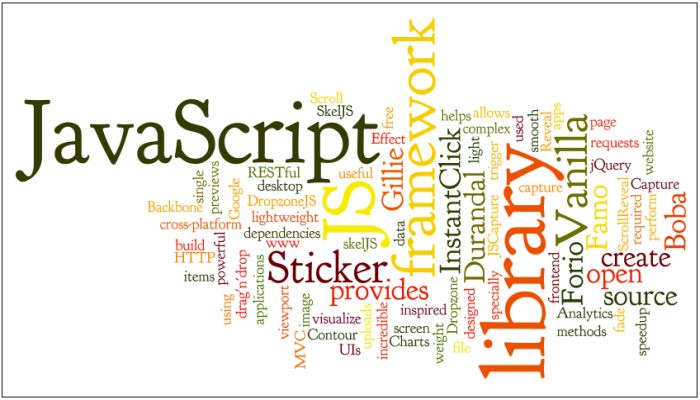 JavaScript
Scroll
SkelJS
free
Effect
Gillie
framework
helps
allows
complex
light
trigger
used
smooth
Reveal
apps
page
requests
website
jQuery
Vanilla
library
InstantClick
Durandal
JSCapture
capture
Capture
ScrollReveal
required
perform
Boba
Famo
Forio
frontend
create
open
source
RESTful
desktop
useful
JS
DropzoneJS
lightweight
dependencies
www
skelJS
data
single
previews
Google
Backbone
cross-platform
build
HTTP
powerful
items
using
drag'n'drop
applications
Sticker
provides
viewport
MVC
image
visualize
Contour
UIs
uploads
incredible
inspired
screen
Charts
weight
Dropzone
file
designed
specially
Analytics
methods
fade
speedup